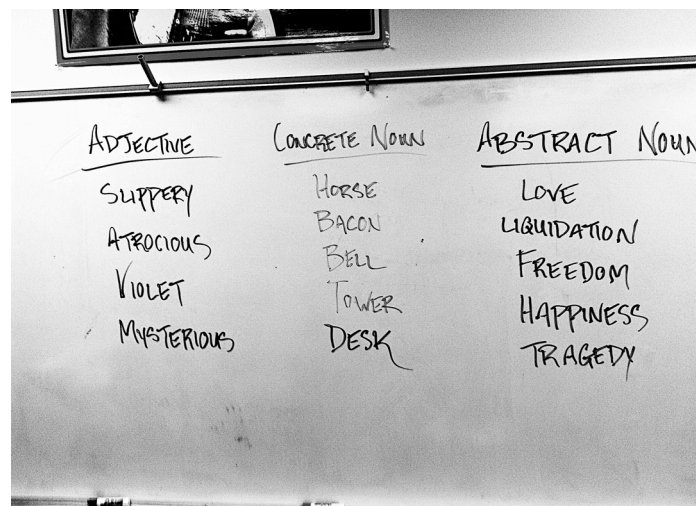 ADJECTIVE
SLIPPERY
ATROCIOUS
VIOLET
MYSTERIOUS
CONCRETE NOUN
HORSE
BACON
BELL
TOWER
DESK
ABSTRACT NOUN
LOVE
LIQUIDATION
FREEDOM
HAPPINESS
TRAGEDY